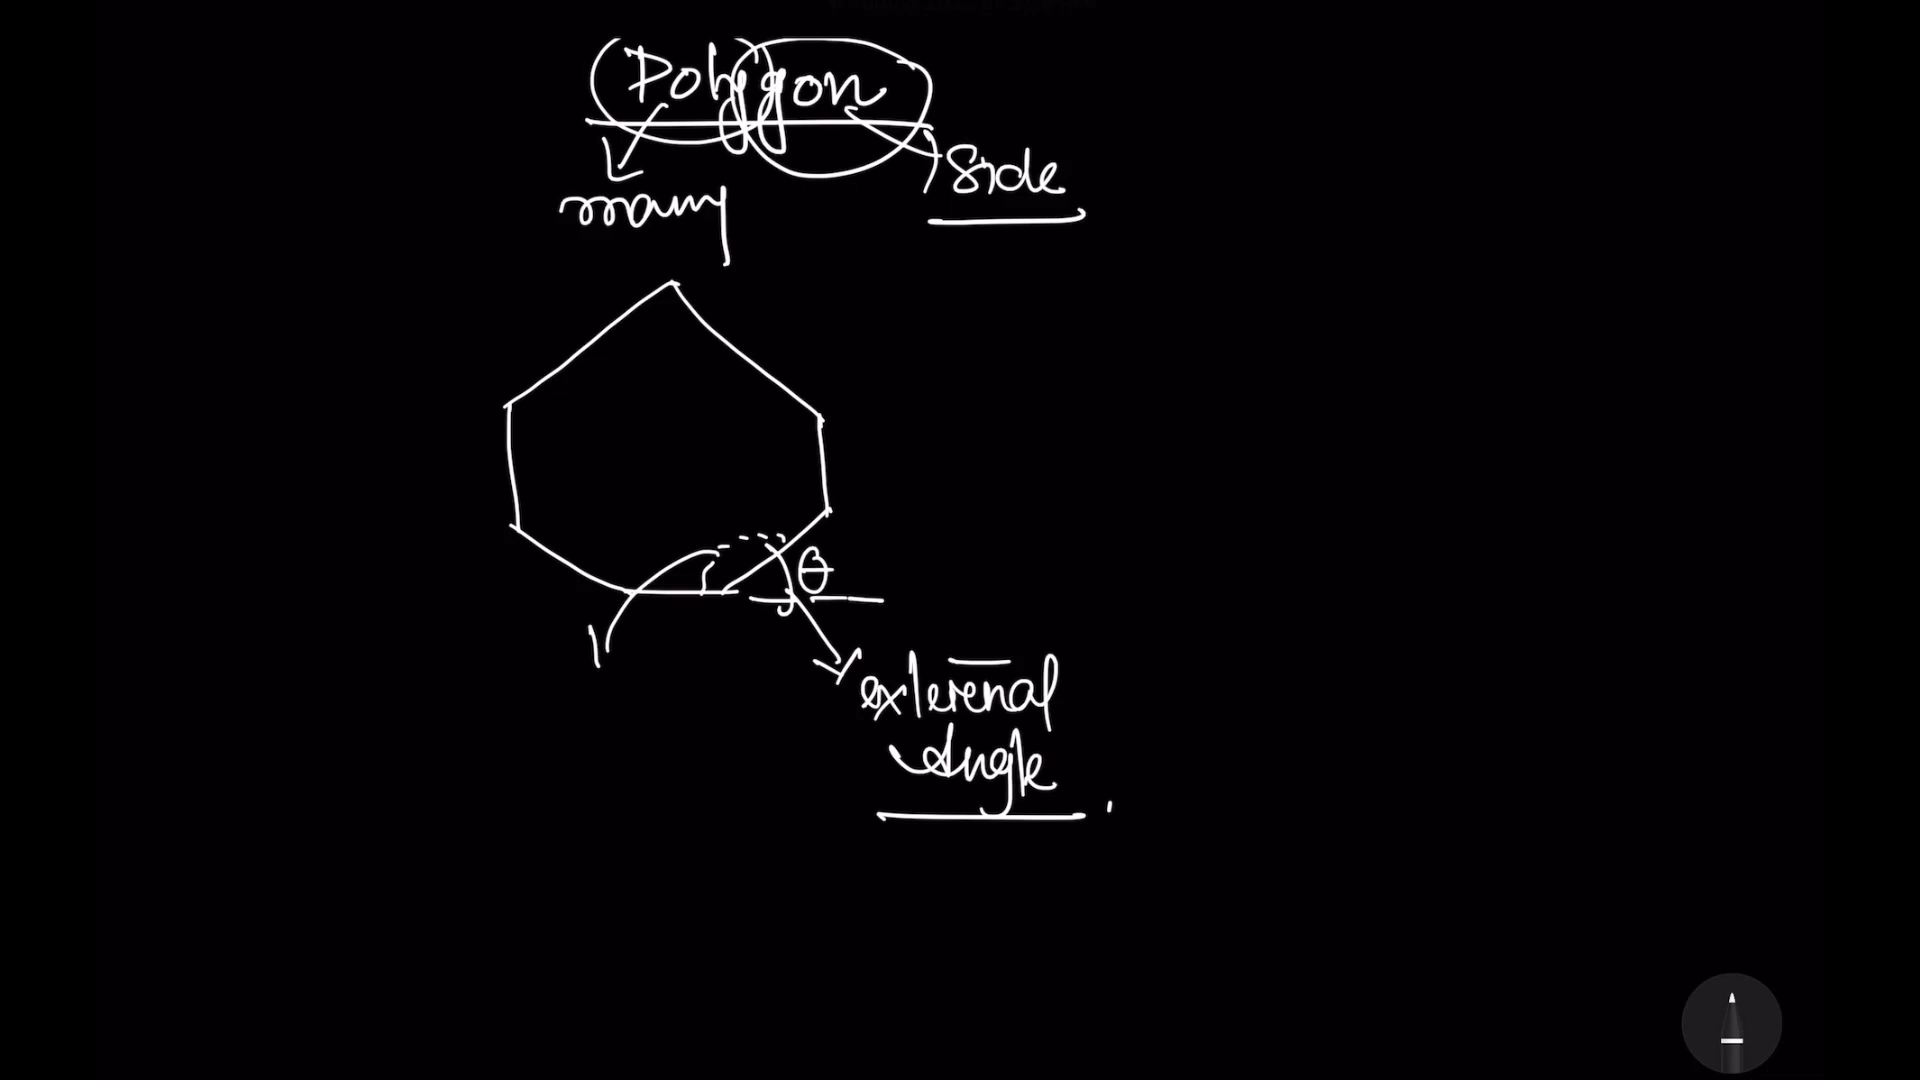 Polygon
Side
many
θ
exterenal
Angle